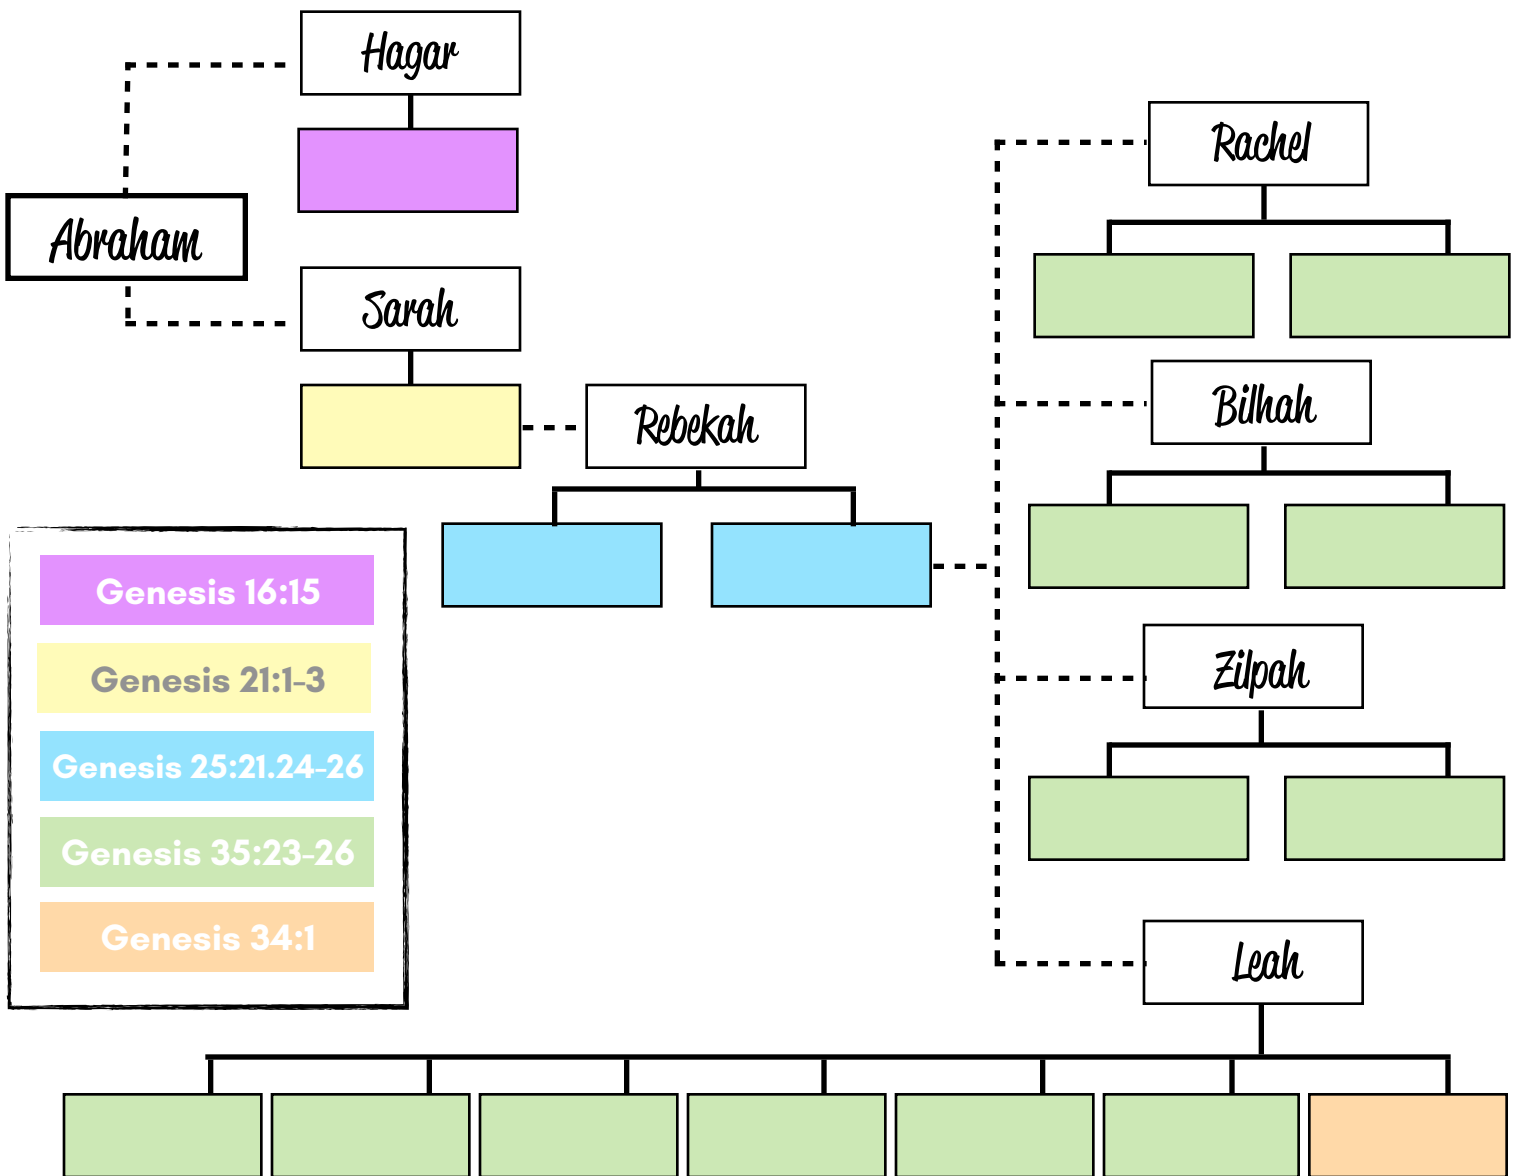 Hagar
Rachel
Abraham
Sarah
Bilhah
Rebekah
Genesis 16:15
Genesis 21:1-3
Zilpah
Genesis 25:21.24-26
Genesis 35:23-26
Genesis 34:1
Leah